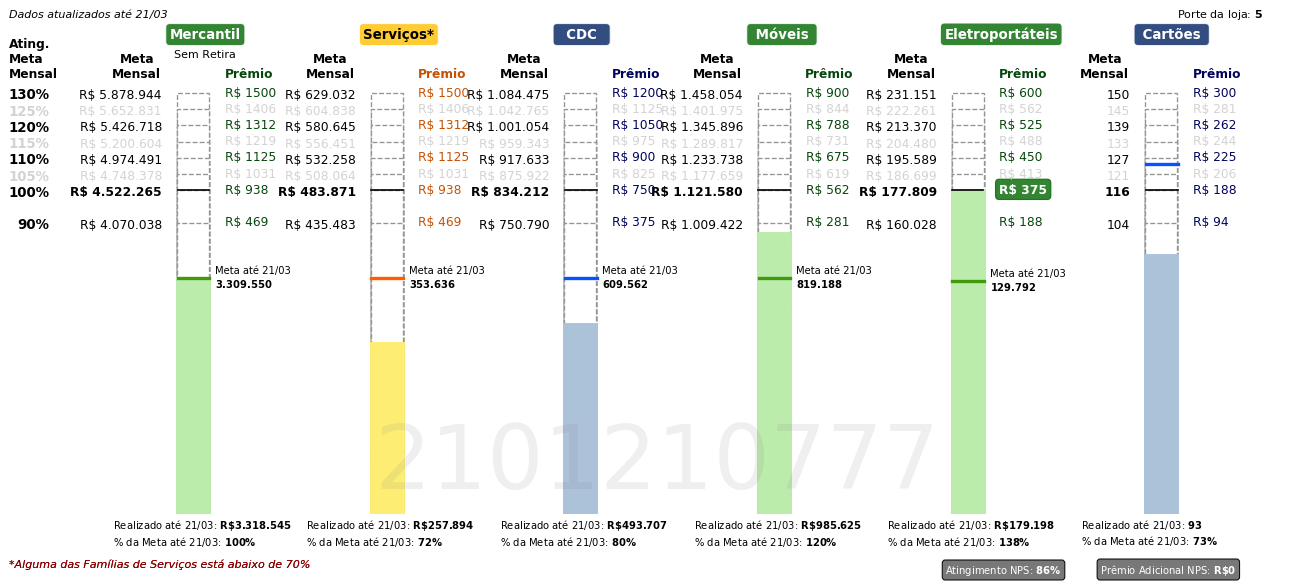 Dados atualizados até 21/03
Porte da loja: 5
Mercantil Serviços* CDC Móveis Eletroportáteis Cartões
Ating. Meta Mensal
Sem Retira
Meta Mensal Prêmio Meta Mensal Prêmio Meta Mensal Prêmio Meta Mensal Prêmio Meta Mensal Prêmio Meta Mensal Prêmio
130% R$ 5.878.944 R$ 1500 R$ 629.032 R$ 1500 R$ 1.084.475 R$ 1200 R$ 1.458.054 R$ 900 R$ 231.151 R$ 600 150 R$ 300
125% R$ 5.652.831 R$ 1406 R$ 604.838 R$ 1406 R$ 1.042.765 R$ 1125 R$ 1.401.975 R$ 844 R$ 222.261 R$ 562 145 R$ 281
120% R$ 5.426.718 R$ 1312 R$ 580.645 R$ 1312 R$ 1.001.054 R$ 1050 R$ 1.345.896 R$ 788 R$ 213.370 R$ 525 139 R$ 262
115% R$ 5.200.604 R$ 1219 R$ 556.451 R$ 1219 R$ 959.343 R$ 975 R$ 1.289.817 R$ 731 R$ 204.480 R$ 488 133 R$ 244
110% R$ 4.974.491 R$ 1125 R$ 532.258 R$ 1125 R$ 917.633 R$ 900 R$ 1.233.738 R$ 675 R$ 195.589 R$ 450 127 R$ 225
105% R$ 4.748.378 R$ 1031 R$ 508.064 R$ 1031 R$ 875.922 R$ 825 R$ 1.177.659 R$ 619 R$ 186.699 R$ 413 121 R$ 206
100% R$ 4.522.265 R$ 938 R$ 483.871 R$ 938 R$ 834.212 R$ 750 R$ 1.121.580 R$ 562 R$ 177.809 R$ 375 116 R$ 188
90% R$ 4.070.038 R$ 469 R$ 435.483 R$ 469 R$ 750.790 R$ 375 R$ 1.009.422 R$ 281 R$ 160.028 R$ 188 104 R$ 94
Meta até 21/03 Meta até 21/03 Meta até 21/03 Meta até 21/03 Meta até 21/03
3.309.550 353.636 609.562 819.188 129.792
2101210777
Realizado até 21/03: R$3.318.545 Realizado até 21/03: R$257.894 Realizado até 21/03: R$493.707 Realizado até 21/03: R$985.625 Realizado até 21/03: R$179.198 Realizado até 21/03: 93
% da Meta até 21/03: 100% % da Meta até 21/03: 72% % da Meta até 21/03: 80% % da Meta até 21/03: 120% % da Meta até 21/03: 138% % da Meta até 21/03: 73%
*Alguma das Famílias de Serviços está abaixo de 70%
Atingimento NPS: 86% Prêmio Adicional NPS: R$0